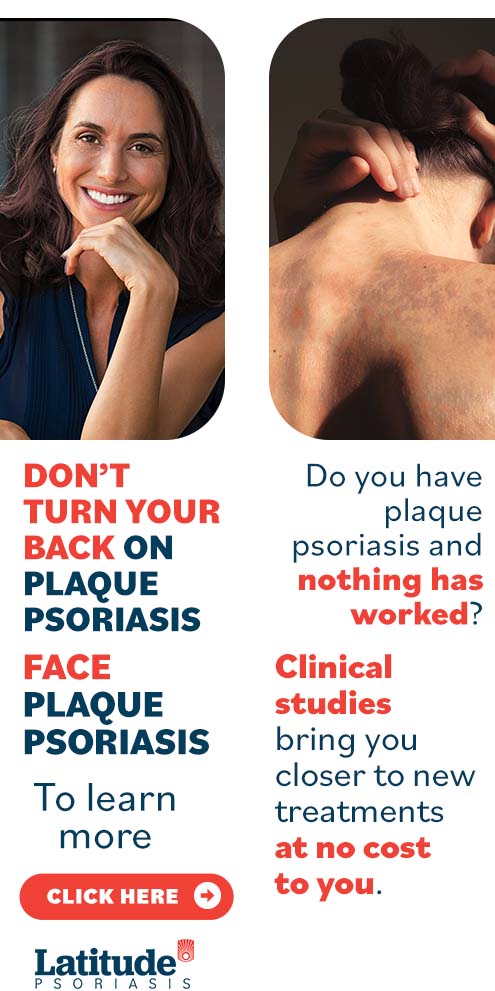 DON'T
TURN YOUR
BACK ON
PLAQUE
PSORIASIS
FACE
PLAQUE
PSORIASIS
To learn
more
CLICK HERE
Latitude
PSORIASIS
Do you have
plaque
psoriasis and
nothing has
worked?
Clinical
studies
bring you
closer to new
treatments
at no cost
to you.